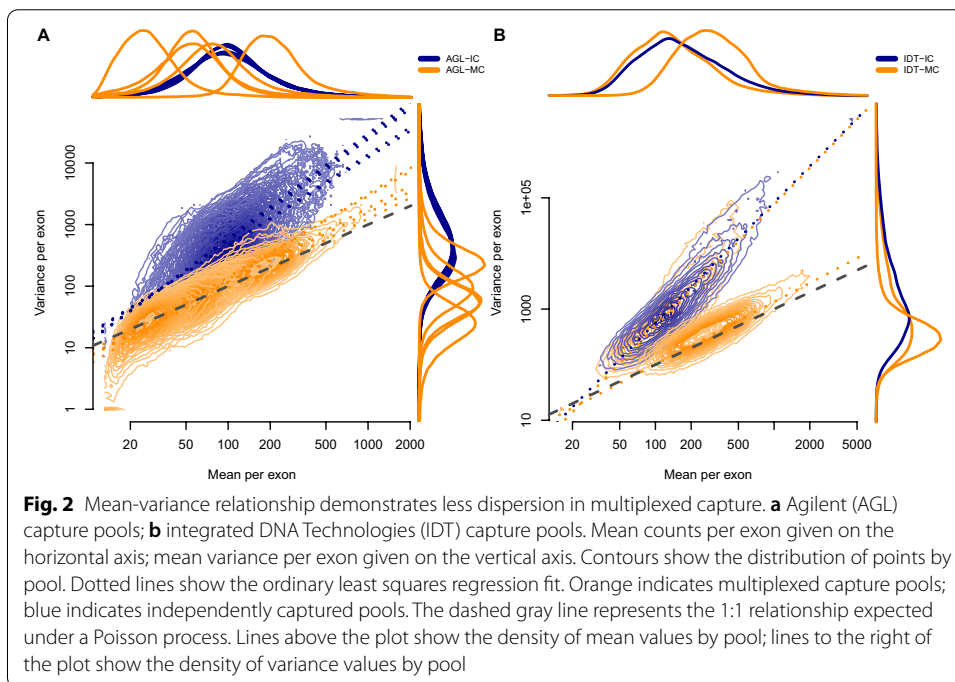 A
AGL−IC
AGL−MC
Variance per exon
10000
1000
100
10
1
20 50 100 200 500 1000 2000
Mean per exon
B
IDT−IC
IDT−MC
Variance per exon
1e+05
1000
10
20 50 100 200 500 5000
Mean per exon
Fig. 2 Mean-variance relationship demonstrates less dispersion in multiplexed capture. a Agilent (AGL)
capture pools; b integrated DNA Technologies (IDT) capture pools. Mean counts per exon given on the
horizontal axis; mean variance per exon given on the vertical axis. Contours show the distribution of points by
pool. Dotted lines show the ordinary least squares regression fit. Orange indicates multiplexed capture pools;
blue indicates independently captured pools. The dashed gray line represents the 1:1 relationship expected
under a Poisson process. Lines above the plot show the density of mean values by pool; lines to the right of
the plot show the density of variance values by pool